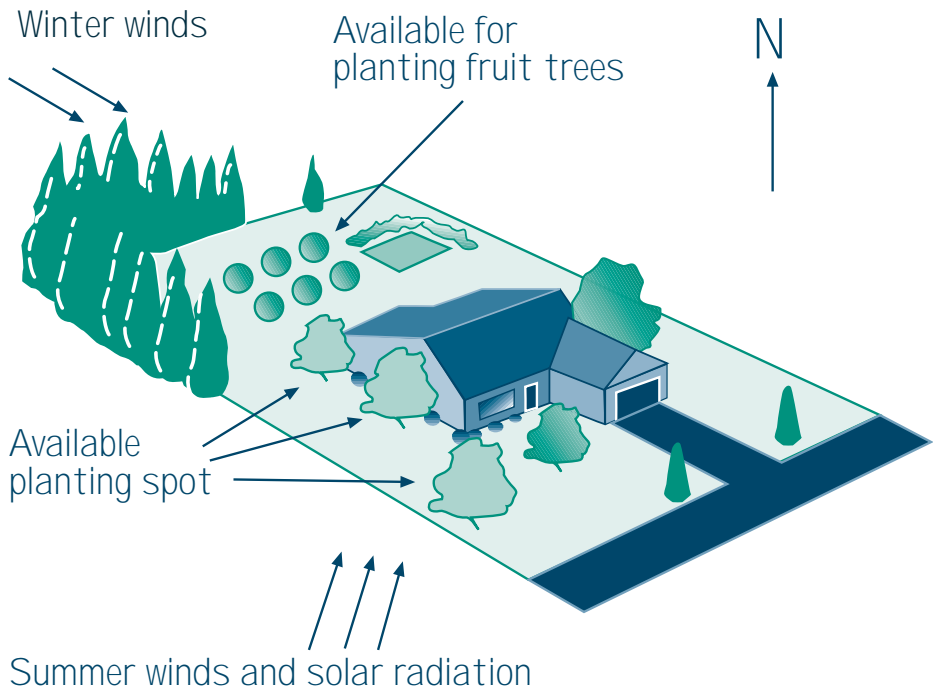 Winter winds
Available for
planting fruit trees
N
Available
planting spot
Summer winds and solar radiation